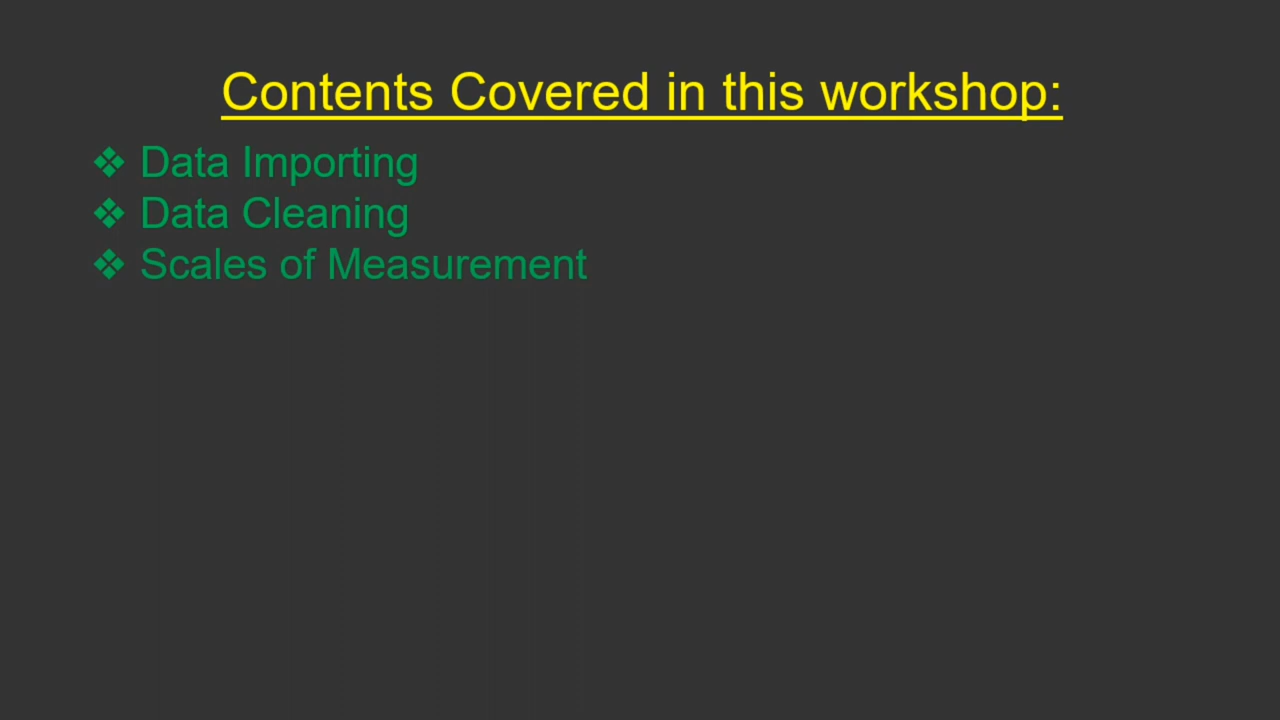 Contents Covered in this workshop:
❖ Data Importing
❖ Data Cleaning
❖ Scales of Measurement